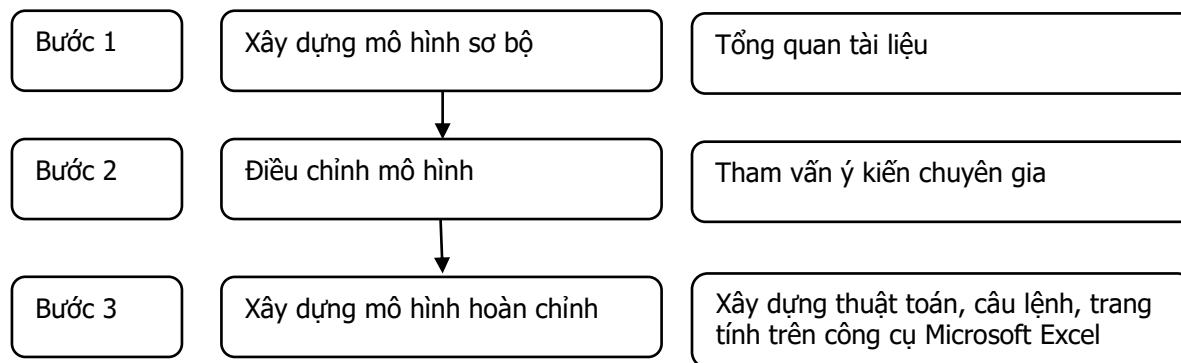 Bước 1
Xây dựng mô hình sơ bộ
Tổng quan tài liệu
Bước 2
Điều chỉnh mô hình
Tham vấn ý kiến chuyên gia
Bước 3
Xây dựng mô hình hoàn chỉnh
Xây dựng thuật toán, câu lệnh, trang
tính trên công cụ Microsoft Excel